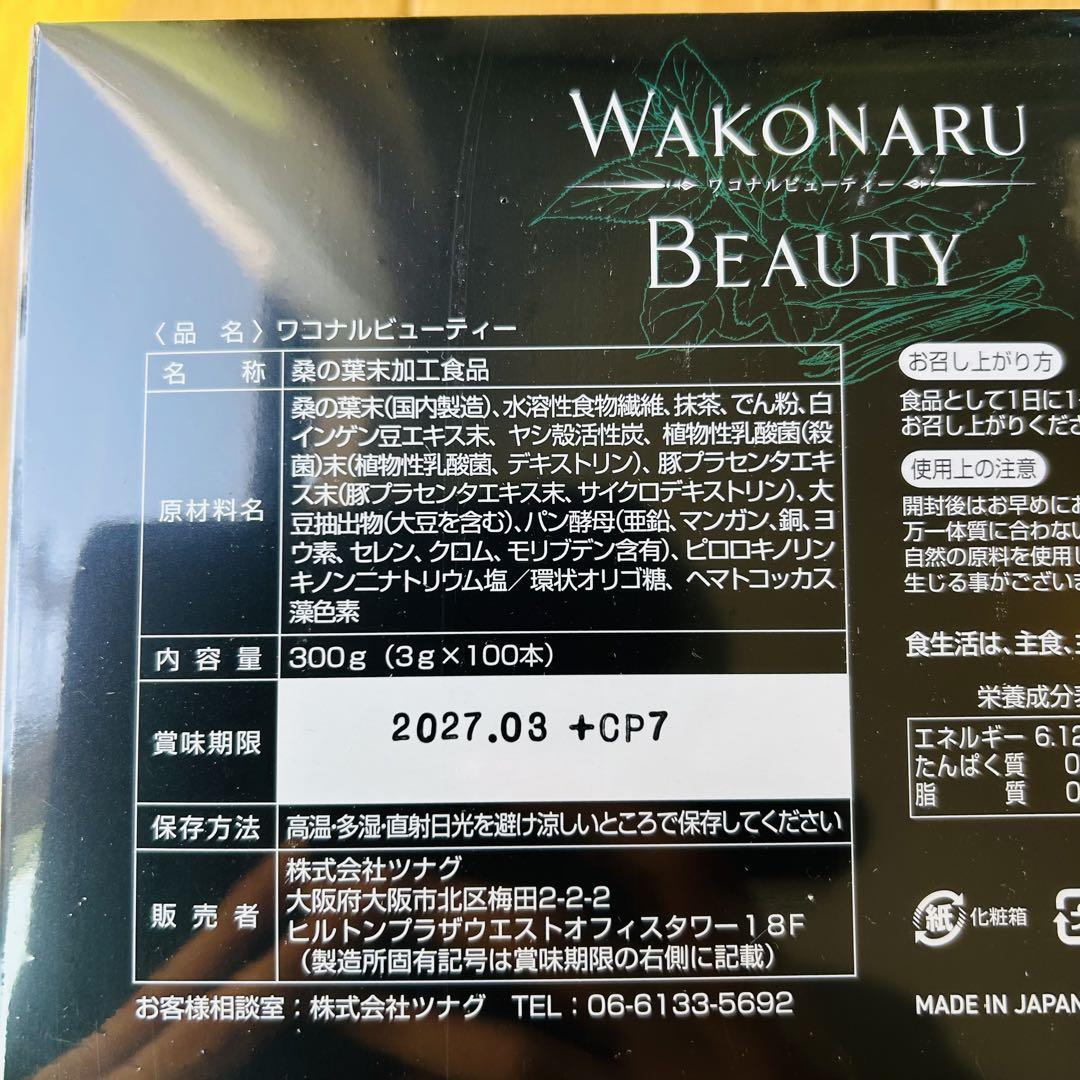 WAKONARU
ワコナルビューティー
BEAUTY
〈品 名〉ワコナルビューティー
名 称 桑の葉末加工食品
原材料名
桑の葉末(国内製造)、水溶性食物繊維、抹茶、でん粉、白
インゲン豆エキス末、ヤシ殻活性炭、植物性乳酸菌(殺
菌)末(植物性乳酸菌、デキストリン)、豚プラセンタエキ
ス末(豚プラセンタエキス末、サイクロデキストリン)、大
豆抽出物(大豆を含む)、パン酵母(亜鉛、マンガン、銅、ヨ
ウ素、セレン、クロム、モリブデン含有)、ピロロキノリン
キノン二ナトリウム塩／環状オリゴ糖、ヘマトコッカス
藻色素
内容量 300g(3g×100本)
賞味期限 2027.03 +CP7
保存方法 高温・多湿・直射日光を避け涼しいところで保存してください
販売者
株式会社ツナグ
大阪府大阪市北区梅田2-2-2
ヒルトンプラザウエストオフィスタワー18F
(製造所固有記号は賞味期限の右側に記載)
お客様相談室:株式会社ツナグ TEL:06-6133-5692
お召し上がり方
食品として1日に1
お召し上がりくださ
使用上の注意
開封後はお早めにお
万一体質に合わない
自然の原料を使用し
生じる事がございま
食生活は、主食、
栄養成分
エネルギー 6.12
たんぱく質 0
脂 質 0
紙 化粧箱
MADE IN JAPAN